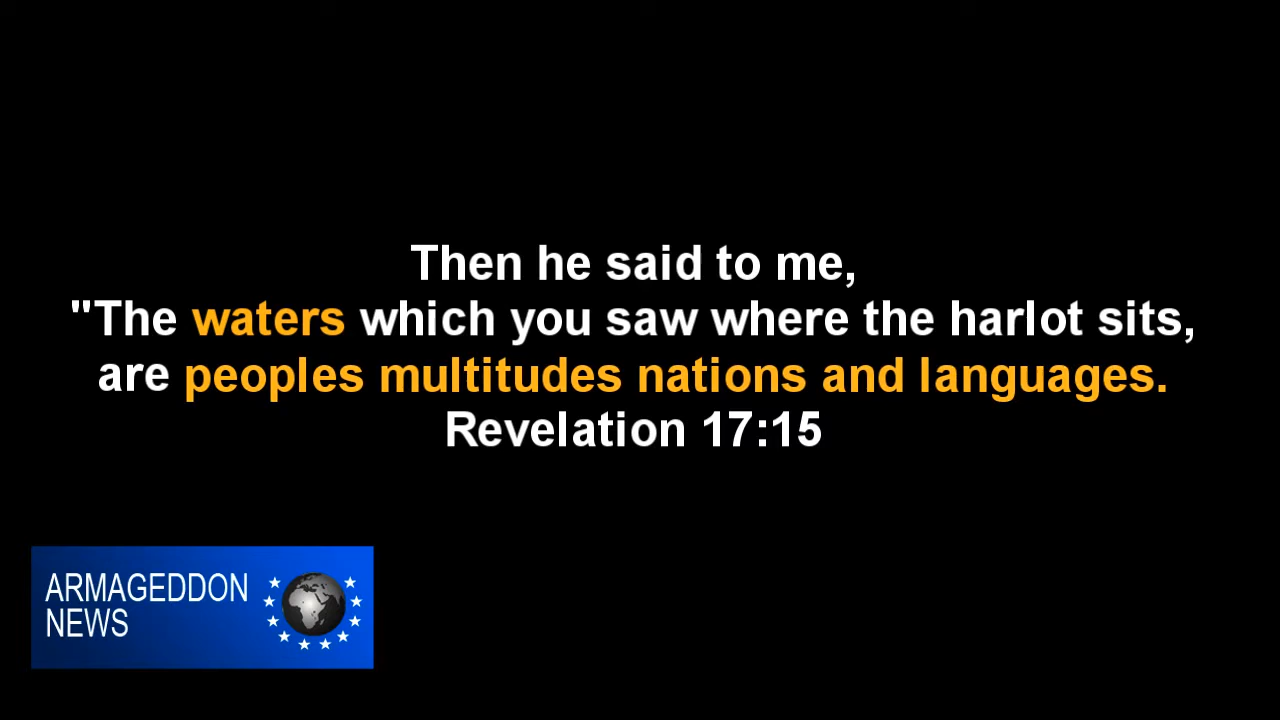 Then he said to me,
"The waters which you saw where the harlot sits,
are peoples multitudes nations and languages.
Revelation 17:15
ARMAGEDDON
NEWS